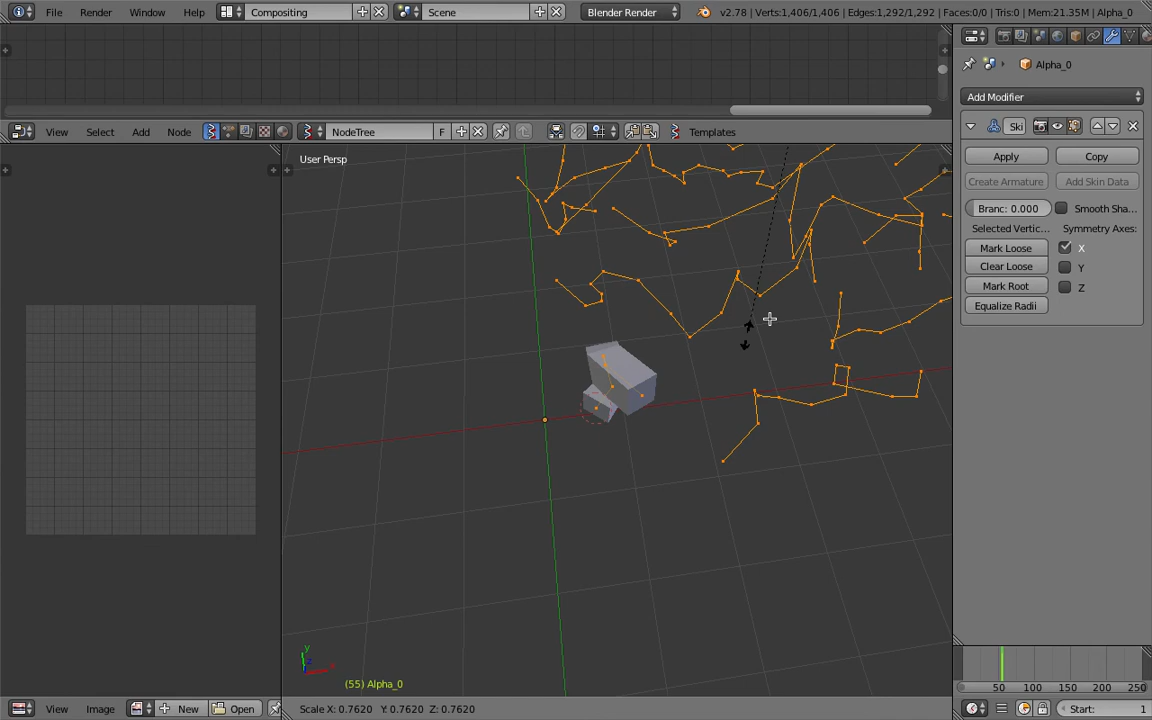 File Render Window Help Compositing Scene Blender Render v2.78 | Verts:1,406/1,406 | Edges:1,292/1,292 | Faces:0/0 | Tris:0 | Mem:21.35M | Alpha_0
Alpha_0
Add Modifier
View Select Add Node NodeTree F Templates
Ski
User Persp
Apply Copy
Create Armature Add Skin Data
Branc: 0.000 Smooth Sha...
Selected Vertic... Symmetry Axes:
Mark Loose X
Clear Loose Y
Mark Root Z
Equalize Radii
y
z
(55) Alpha_0
50 100 150 200 250
View Image New Open Scale X: 0.7620 Y: 0.7620 Z: 0.7620 Start: 1